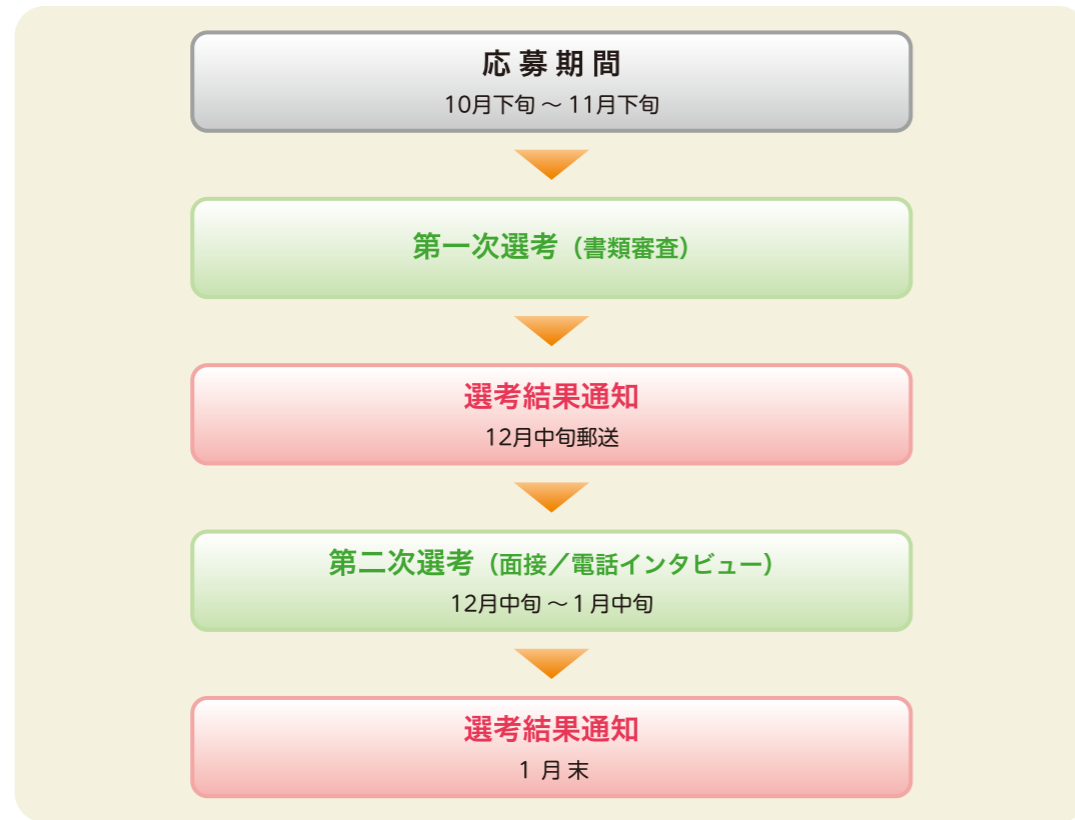 応募期間
10月下旬～11月下旬
第一次選考（書類審査）
選考結果通知
12月中旬郵送
第二次選考（面接／電話インタビュー）
12月中旬～1月中旬
選考結果通知
1月末